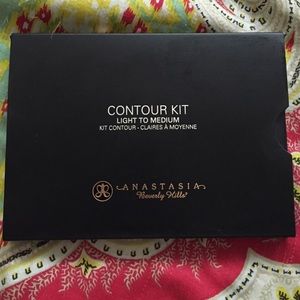 CONTOUR KIT
LIGHT TO MEDIUM
KIT CONTOUR - CLAIRES À MOYENNE
ANASTASIA
Beverly Hills